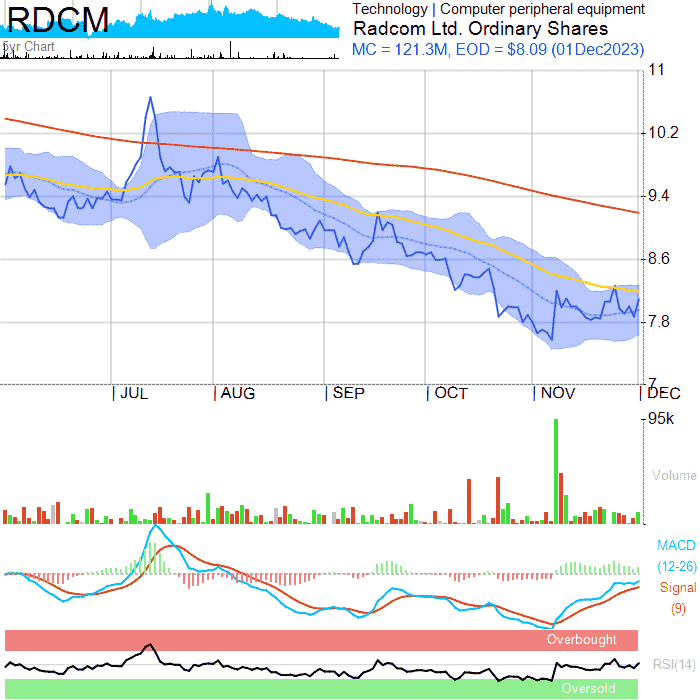 RDCM
5yr Chart
Technology | Computer peripheral equipment
Radcom Ltd. Ordinary Shares
MC = 121.3M, EOD = $8.09 (01Dec2023)
11
10.2
9.4
8.6
7.8
7
JUL AUG SEP OCT NOV DEC
95k
Volume
MACD
(12-26)
Signal
(9)
Overbought
RSI(14)
Oversold